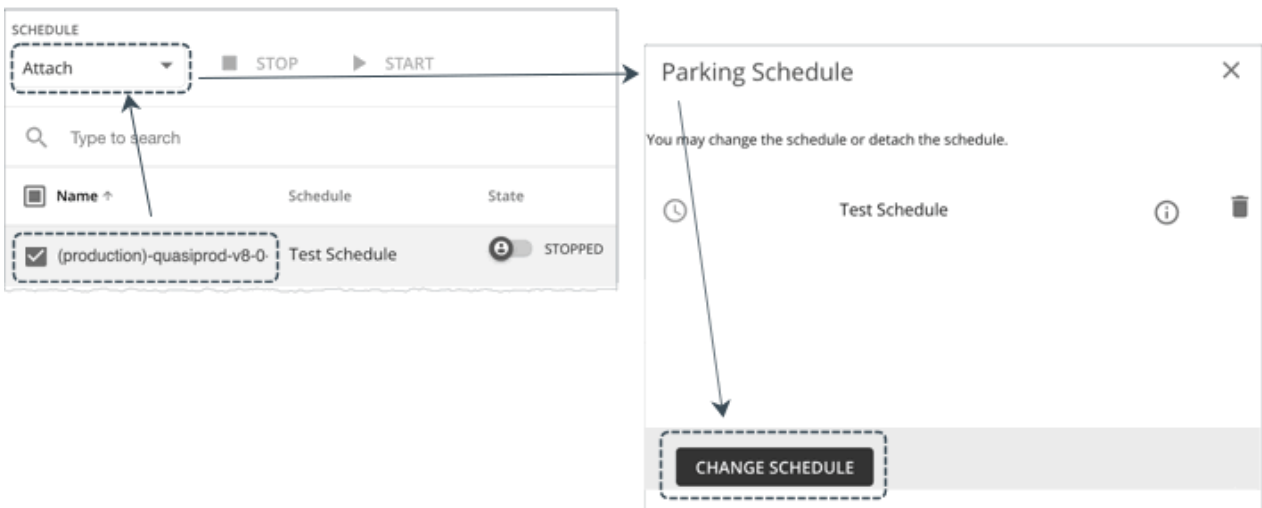 SCHEDULE
Attach
STOP
START
Type to search
Name ↑
Schedule
State
(production)-quasiprod-v8-0-
Test Schedule
STOPPED
Parking Schedule
You may change the schedule or detach the schedule.
Test Schedule
CHANGE SCHEDULE